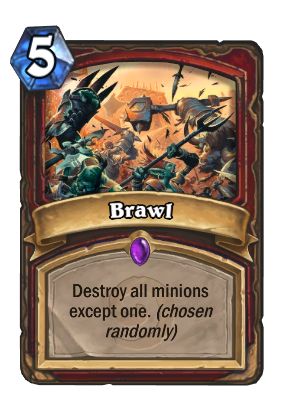 5
Brawl
Destroy all minions
except one. (chosen
randomly)